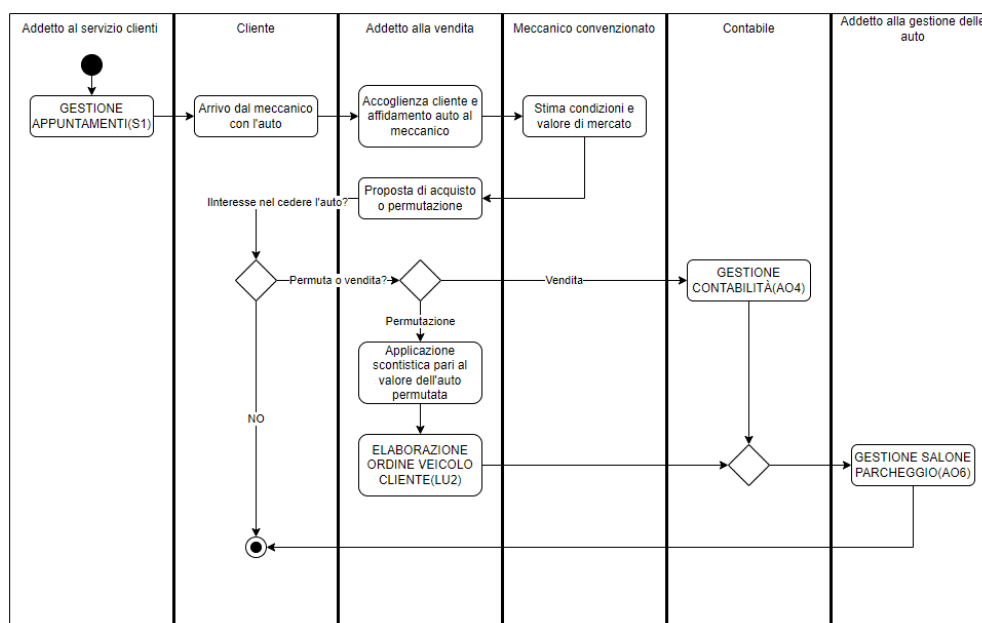 Addetto al servizio clienti
Cliente
Addetto alla vendita
Meccanico convenzionato
Contabile
Addetto alla gestione delle
auto
GESTIONE
APPUNTAMENTI(S1)
Arrivo dal meccanico
con l'auto
Accoglienza cliente e
affidamento auto al
meccanico
Stima condizioni e
valore di mercato
Proposta di acquisto
o permutazione
IInteresse nel cedere l'auto?
Permuta o vendita?
Vendita
GESTIONE
CONTABILITÀ(AO4)
Permutazione
Applicazione
scontistica pari al
valore dell'auto
permutata
NO
ELABORAZIONE
ORDINE VEICOLO
CLIENTE(LU2)
GESTIONE SALONE
PARCHEGGIO(AO6)